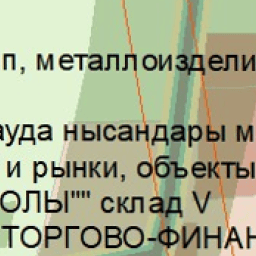 п, металлоиздели
ауда нысандары м
и рынки, объекты
ОЛЫ"" склад V
ТОРГОВО-ФИНАН